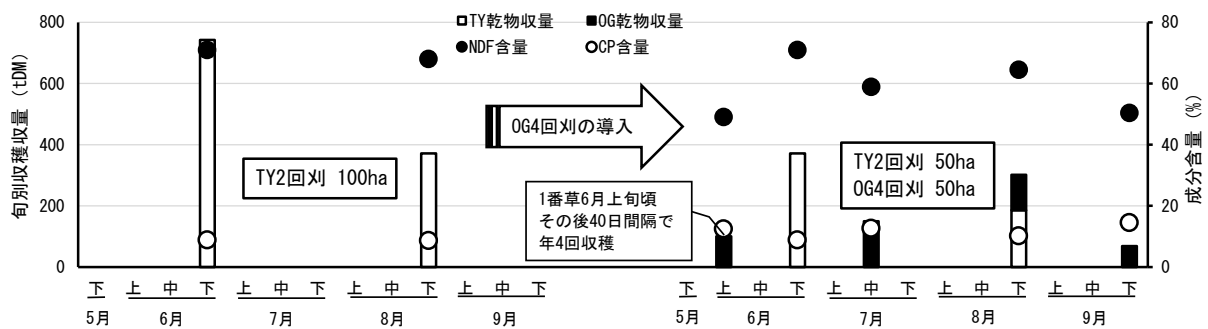 旬別収穫収量 (tDM)
800
600
400
200
0
TY乾物収量
OG乾物収量
NDF含量
CP含量
80
60
40
20
0
成分含量 (%)
OG4回刈の導入
TY2回刈 100ha
TY2回刈 50ha
OG4回刈 50ha
1番草6月上旬頃
その後40日間隔で
年4回収穫
下 上 中 下 上 中 下 上 中 下 上 中 下
5月 6月 7月 8月 9月
下 上 中 下 上 中 下 上 中 下 上 中 下
5月 6月 7月 8月 9月